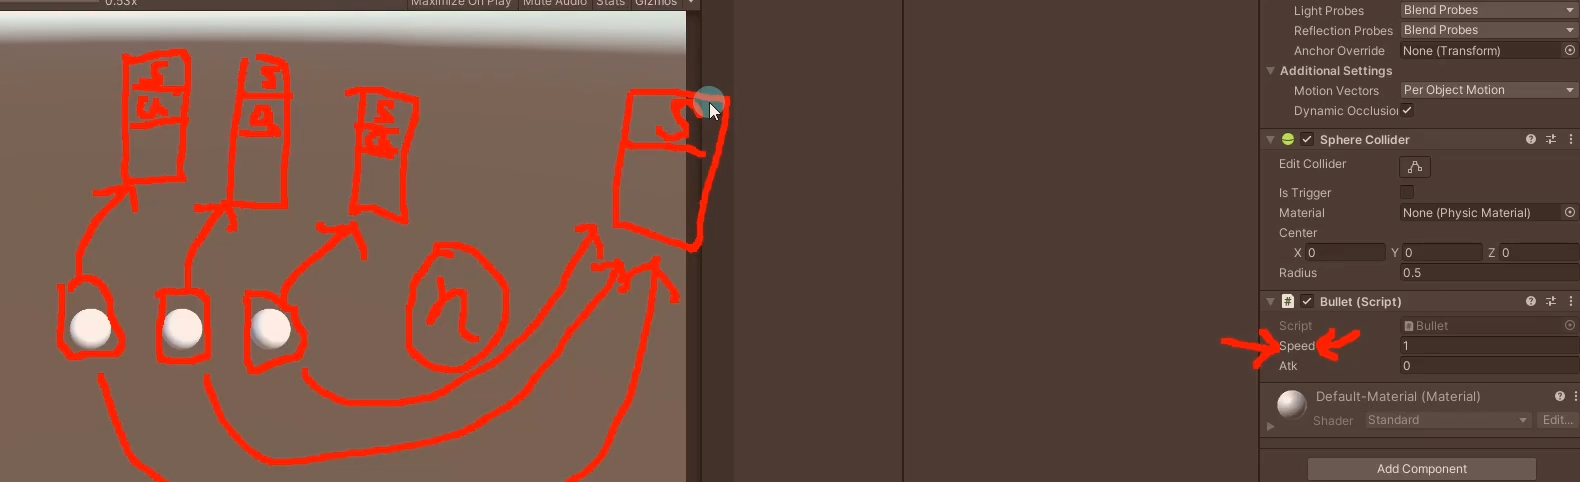 0.53x
Maximize On Play
Mute Audio
Stats
Gizmos
S
S
S
S
n
Light Probes
Blend Probes
Reflection Probes
Blend Probes
Anchor Override
None (Transform)
Additional Settings
Motion Vectors
Per Object Motion
Dynamic Occlusion
Sphere Collider
Edit Collider
Is Trigger
Material
None (Physic Material)
Center
X 0 Y 0 Z 0
Radius
0.5
# Bullet (Script)
Script
Bullet
Speed
1
Atk
0
Default-Material (Material)
Shader
Standard
Edit...
Add Component